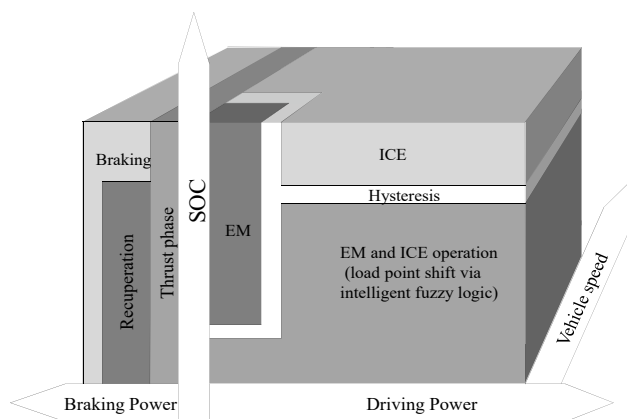 Braking
ICE
SOC
Hysteresis
Recuperation
Thrust phase
EM
EM and ICE operation
(load point shift via
intelligent fuzzy logic)
Vehicle speed
Braking Power
Driving Power